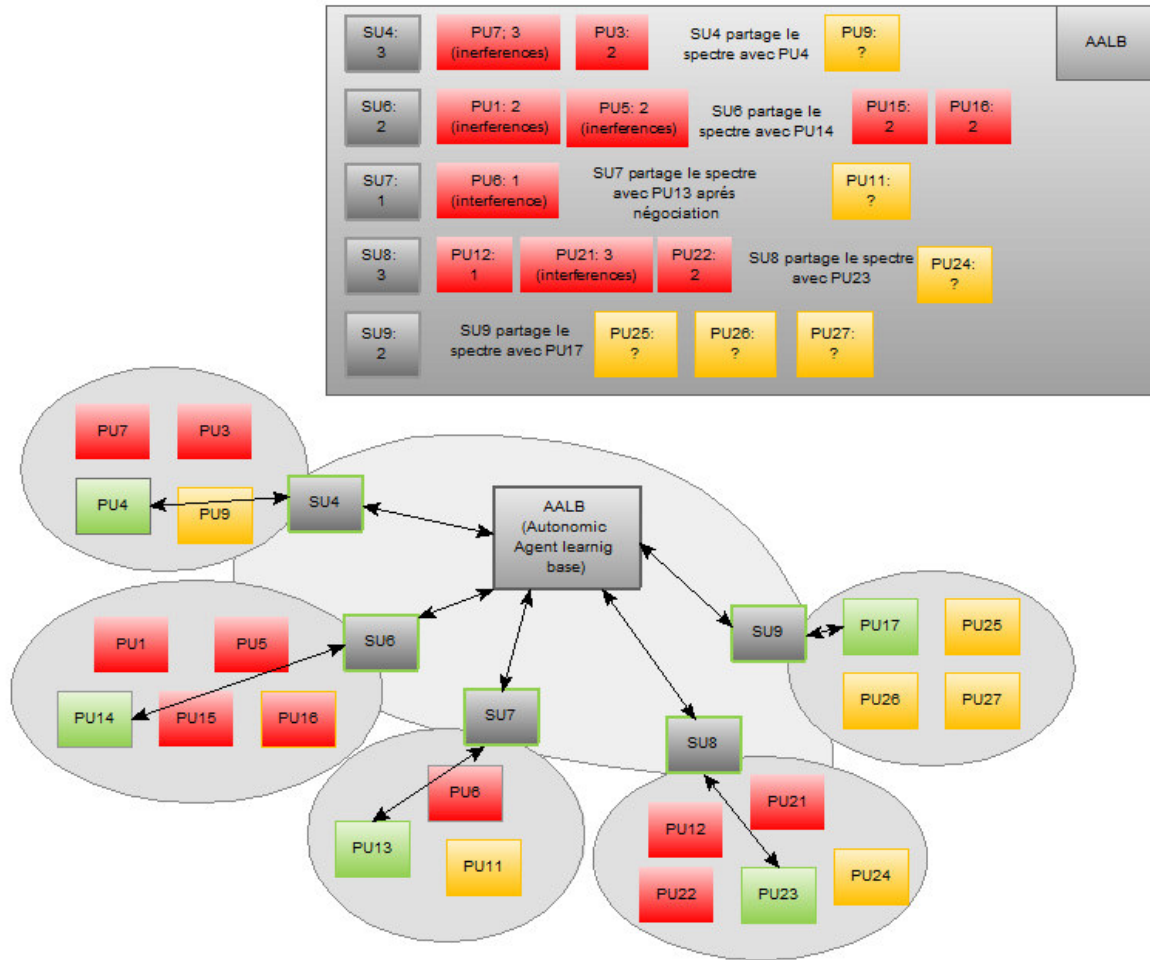 SU4:
3
PU7; 3
(inerferences)
PU3:
2
SU4 partage le
spectre avec PU4
PU9:
?
AALB
SU6:
2
PU1: 2
(inerferences)
PU5: 2
(inerferences)
SU6 partage le
spectre avec PU14
PU15:
2
PU16:
2
SU7:
1
PU6: 1
(interference)
SU7 partage le spectre
avec PU13 aprés
négociation
PU11:
?
SU8:
3
PU12:
1
PU21: 3
(interferences)
PU22:
2
SU8 partage le spectre
avec PU23
PU24:
?
SU9:
2
SU9 partage le
spectre avec PU17
PU25:
?
PU26:
?
PU27:
?
PU7
PU3
PU4
PU9
SU4
AALB
(Autonomic
Agent learnig
base)
PU1
PU5
SU6
PU14
PU15
PU16
SU7
PU6
PU13
PU11
SU8
PU21
PU12
PU22
PU23
PU24
SU9
PU17
PU25
PU26
PU27